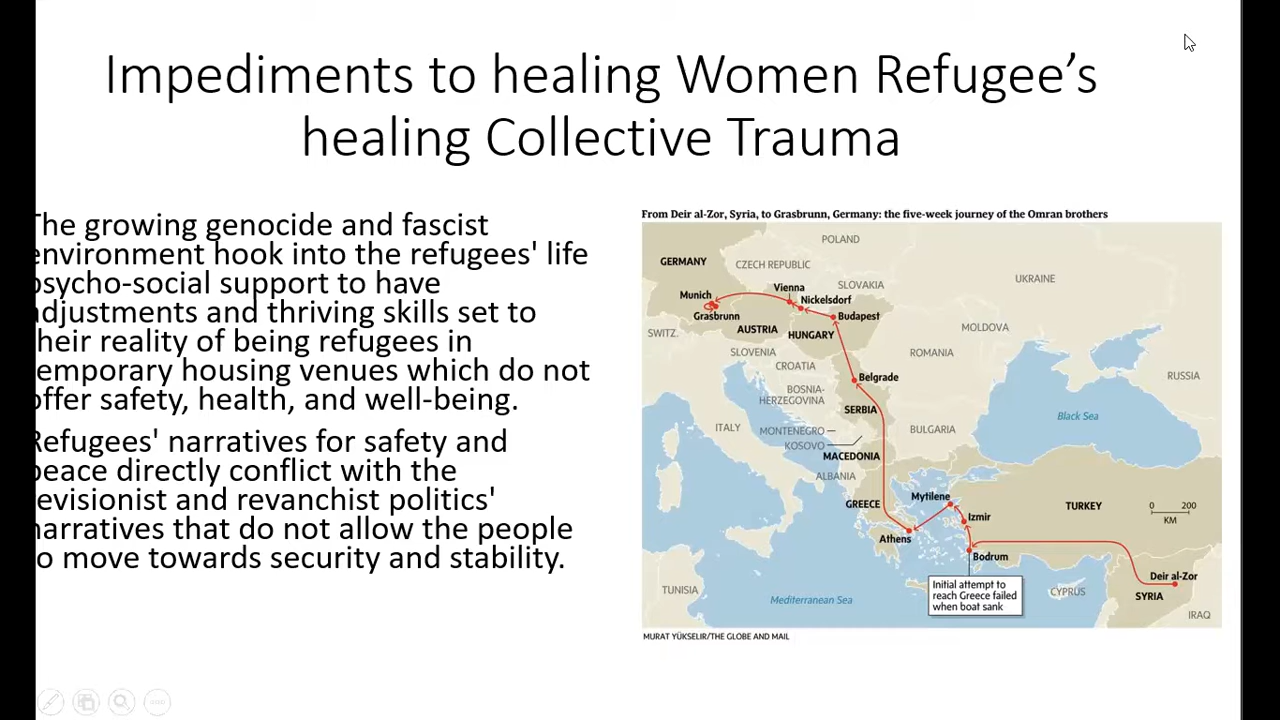 Impediments to healing Women Refugee’s
healing Collective Trauma
The growing genocide and fascist
environment hook into the refugees' life
psycho-social support to have
adjustments and thriving skills set to
heir reality of being refugees in
emporary housing venues which do not
offer safety, health, and well-being.
Refugees' narratives for safety and
peace directly conflict with the
evisionist and revanchist politics'
narratives that do not allow the people
o move towards security and stability.
From Deir al-Zor, Syria, to Grasbrunn, Germany: the five-week journey of the Omran brothers
POLAND
GERMANY
CZECH REPUBLIC
UKRAINE
SLOVAKIA
Vienna
Munich
Nickelsdorf
Grasbrunn
Budapest
AUSTRIA
HUNGARY
MOLDOVA
SWITZ.
SLOVENIA
ROMANIA
CROATIA
RUSSIA
Belgrade
BOSNIA-
HERZEGOVINA
SERBIA
Black Sea
ITALY
MONTENEGRO
BULGARIA
KOSOVO
MACEDONIA
ALBANIA
GREECE
Mytilene
TURKEY
0 200
KM
Izmir
Athens
Bodrum
Deir al-Zor
Initial attempt to
reach Greece failed
when boat sank
TUNISIA
Mediterranean Sea
CYPRUS
SYRIA
IRAQ
MURAT YÜKSELIR/THE GLOBE AND MAIL